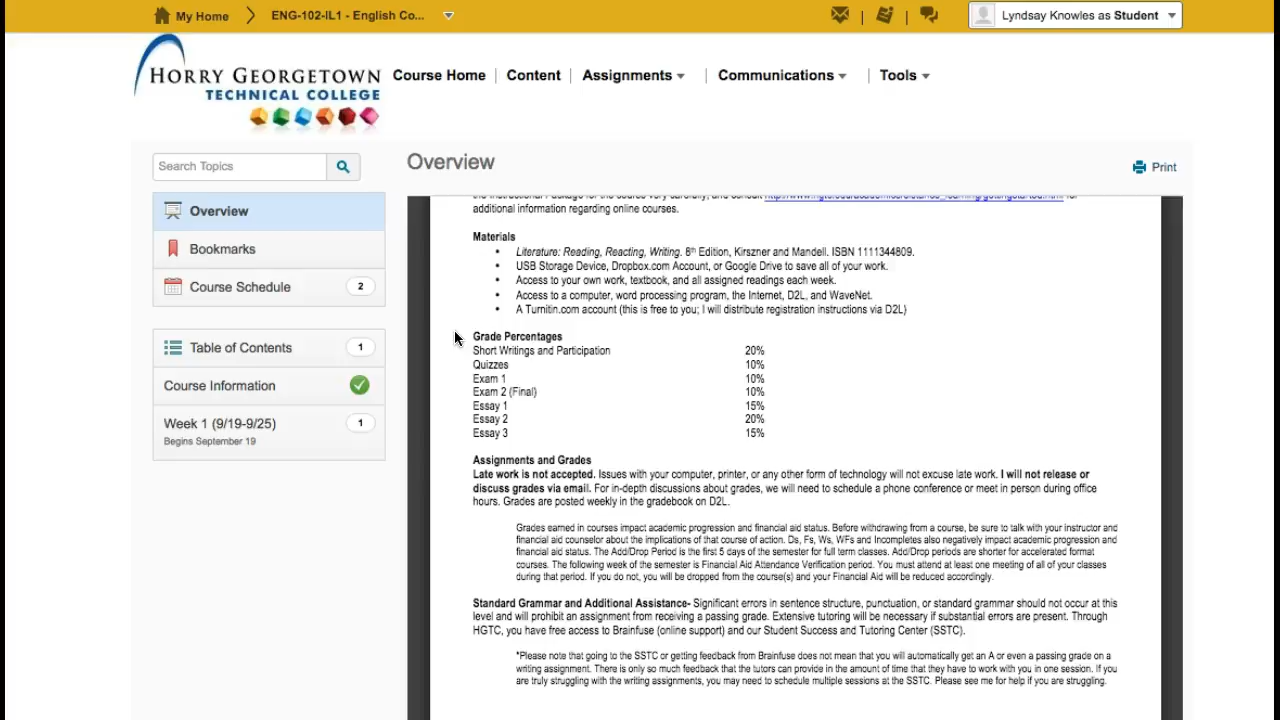 My Home
ENG-102-IL1 - English Co...
Lyndsay Knowles as Student
HORRY GEORGETOWN
TECHNICAL COLLEGE
Course Home
Content
Assignments
Communications
Tools
Search Topics
Overview
Bookmarks
Course Schedule 2
Table of Contents 1
Course Information
Week 1 (9/19-9/25) 1
Begins September 19
Overview
Print
additional information regarding online courses.
Materials
• Literature: Reading, Reacting, Writing. 8th Edition, Kirszner and Mandell. ISBN 1111344809.
• USB Storage Device, Dropbox.com Account, or Google Drive to save all of your work.
• Access to your own work, textbook, and all assigned readings each week.
• Access to a computer, word processing program, the Internet, D2L, and WaveNet.
• A Turnitin.com account (this is free to you; I will distribute registration instructions via D2L)
Grade Percentages
Short Writings and Participation 20%
Quizzes 10%
Exam 1 10%
Exam 2 (Final) 10%
Essay 1 15%
Essay 2 20%
Essay 3 15%
Assignments and Grades
Late work is not accepted. Issues with your computer, printer, or any other form of technology will not excuse late work. I will not release or
discuss grades via email. For in-depth discussions about grades, we will need to schedule a phone conference or meet in person during office
hours. Grades are posted weekly in the gradebook on D2L.
Grades earned in courses impact academic progression and financial aid status. Before withdrawing from a course, be sure to talk with your instructor and
financial aid counselor about the implications of that course of action. Ds, Fs, Ws, WFs and Incompletes also negatively impact academic progression and
financial aid status. The Add/Drop Period is the first 5 days of the semester for full term classes. Add/Drop periods are shorter for accelerated format
courses. The following week of the semester is Financial Aid Attendance Verification period. You must attend at least one meeting of all of your classes
during that period. If you do not, you will be dropped from the course(s) and your Financial Aid will be reduced accordingly.
Standard Grammar and Additional Assistance- Significant errors in sentence structure, punctuation, or standard grammar should not occur at this
level and will prohibit an assignment from receiving a passing grade. Extensive tutoring will be necessary if substantial errors are present. Through
HGTC, you have free access to Brainfuse (online support) and our Student Success and Tutoring Center (SSTC).
*Please note that going to the SSTC or getting feedback from Brainfuse does not mean that you will automatically get an A or even a passing grade on a
writing assignment. There is only so much feedback that the tutors can provide in the amount of time that they have to work with you in one session. If you
are truly struggling with the writing assignments, you may need to schedule multiple sessions at the SSTC. Please see me for help if you are struggling.